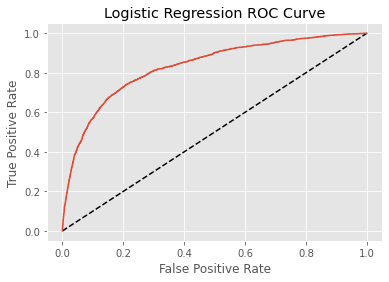 Logistic Regression ROC Curve
1.0
0.8
0.6
0.4
0.2
0.0
True Positive Rate
0.0 0.2 0.4 0.6 0.8 1.0
False Positive Rate